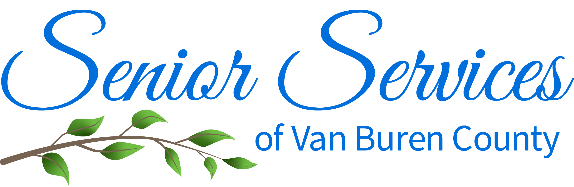 Senior Services
of Van Buren County